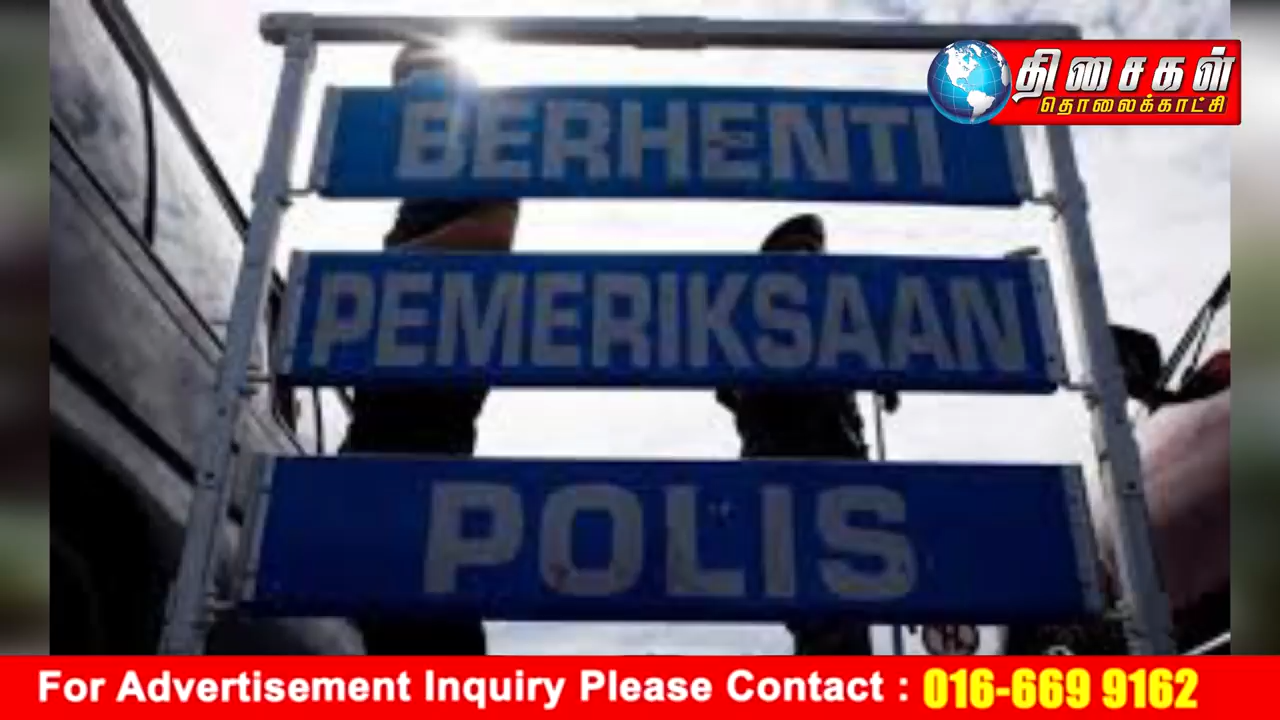 திசைகள்
தொலைக்காட்சி
BERHENTI
PEMERIKSAAN
POLIS
For Advertisement Inquiry Please Contact : 016-669 9162